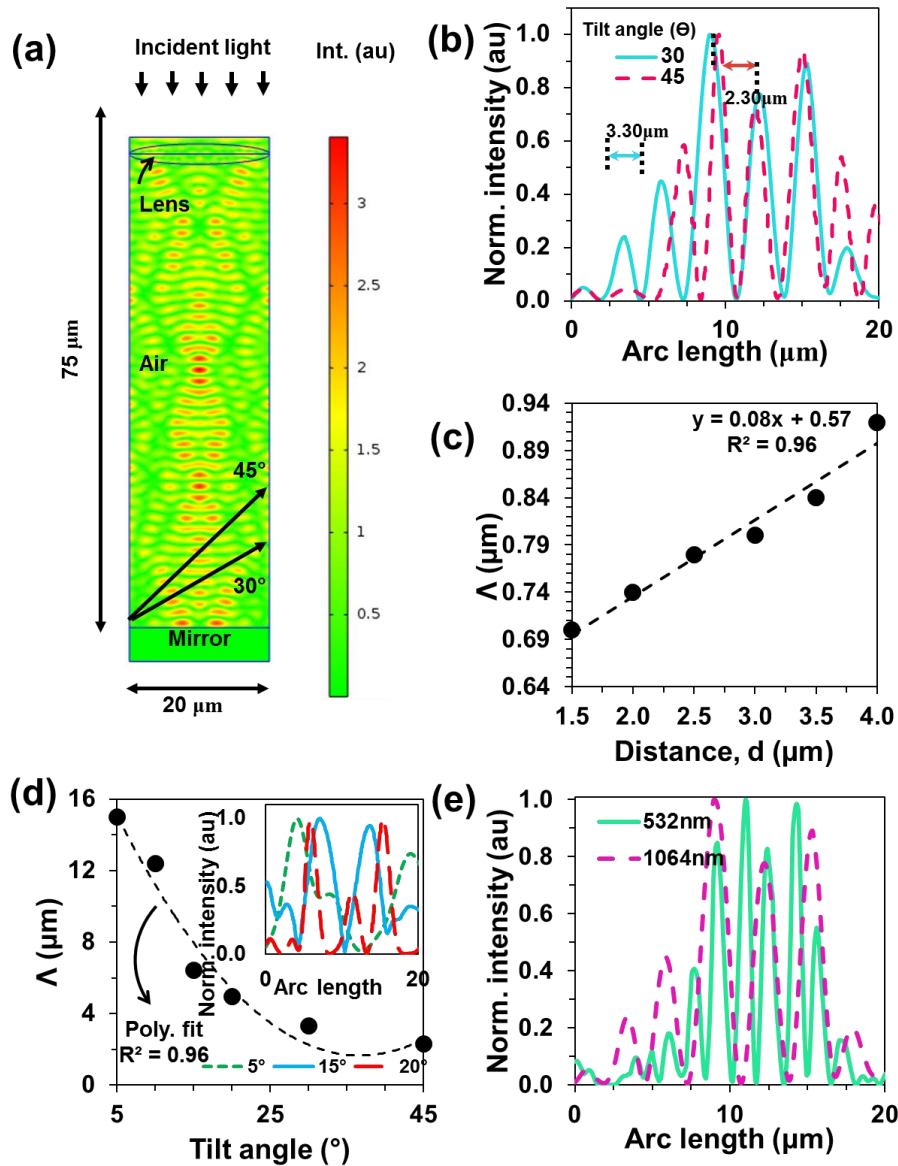 (a)
Incident light
Int. (au)
Lens
Air
45°
30°
Mirror
75 µm
20 µm
3
2.5
2
1.5
1
0.5
(b)
Tilt angle (Θ)
30
45
2.30µm
3.30µm
Norm. intensity (au)
1.0
0.8
0.6
0.4
0.2
0.0
0
10
20
Arc length (µm)
(c)
y = 0.08x + 0.57
R² = 0.96
Λ (µm)
0.94
0.89
0.84
0.79
0.74
0.69
0.64
1.5
2.0
2.5
3.0
3.5
4.0
Distance, d (µm)
(d)
Λ (µm)
16
12
8
4
0
5
25
45
Tilt angle (°)
Poly. fit
R² = 0.96
5°
15°
20°
Norm. intensity (au)
1.0
0.5
0.0
0
20
Arc length
(e)
532nm
1064nm
Norm. intensity (au)
1.0
0.8
0.6
0.4
0.2
0.0
0
10
20
Arc length (µm)